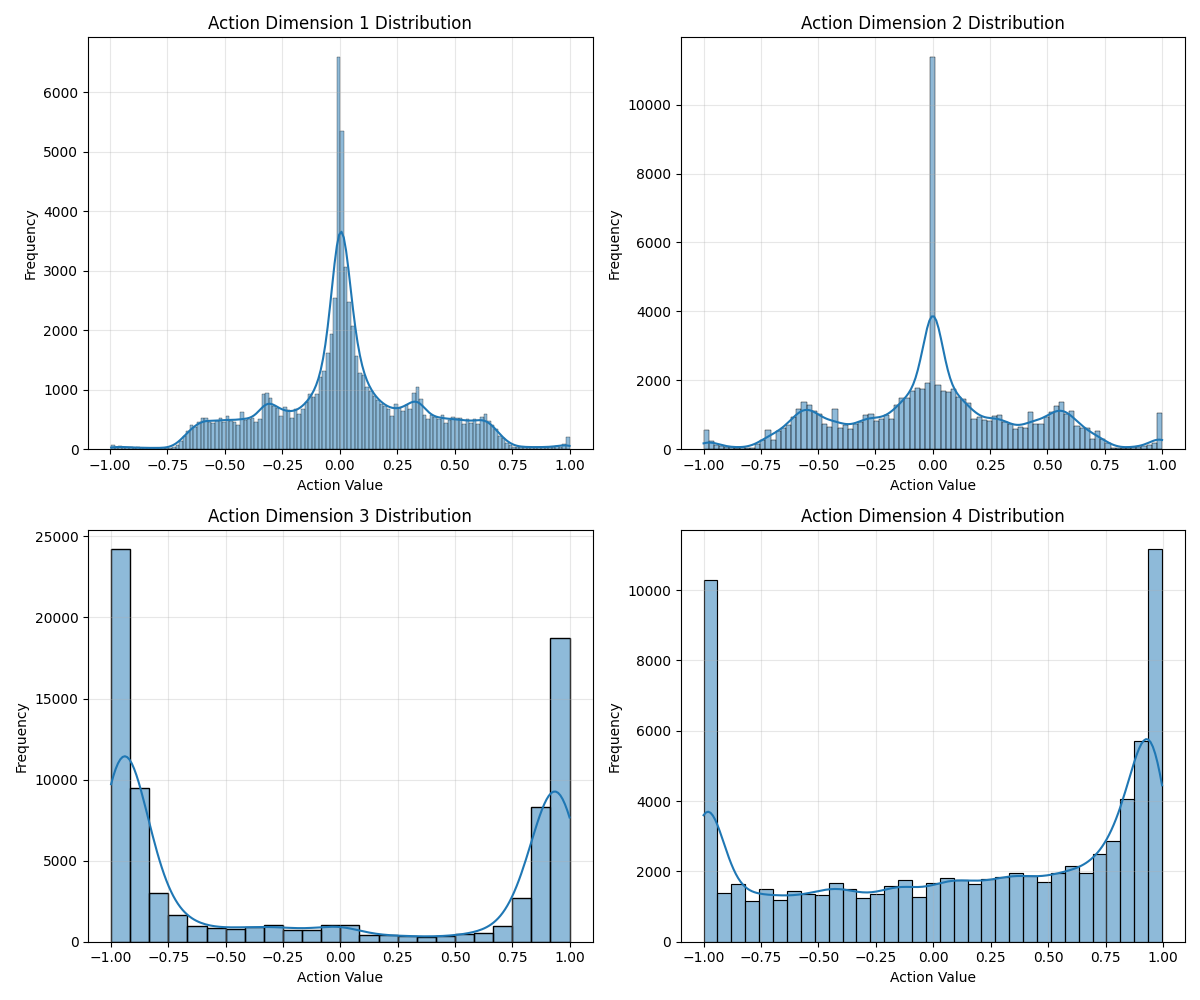 Action Dimension 1 Distribution
Frequency
6000
5000
4000
3000
2000
1000
0
−1.00 −0.75 −0.50 −0.25 0.00 0.25 0.50 0.75 1.00
Action Value
Action Dimension 2 Distribution
Frequency
10000
8000
6000
4000
2000
0
−1.00 −0.75 −0.50 −0.25 0.00 0.25 0.50 0.75 1.00
Action Value
Action Dimension 3 Distribution
Frequency
25000
20000
15000
10000
5000
0
−1.00 −0.75 −0.50 −0.25 0.00 0.25 0.50 0.75 1.00
Action Value
Action Dimension 4 Distribution
Frequency
10000
8000
6000
4000
2000
0
−1.00 −0.75 −0.50 −0.25 0.00 0.25 0.50 0.75 1.00
Action Value